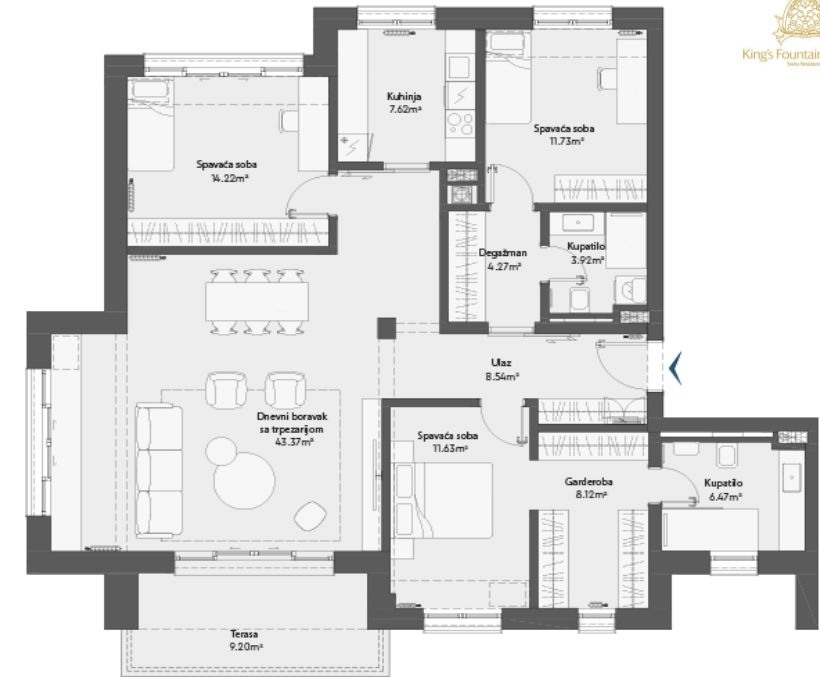 King's Fountain
Swiss Residence
Kuhinja
7.62m²
Spavaća soba
11.73m²
Spavaća soba
14.22m²
Degažman
4.27m²
Kupatilo
3.92m²
Ulaz
8.54m²
Dnevni boravak
sa trpezarijom
43.37m²
Spavaća soba
11.63m²
Garderoba
8.12m²
Kupatilo
6.47m²
Terasa
9.20m²